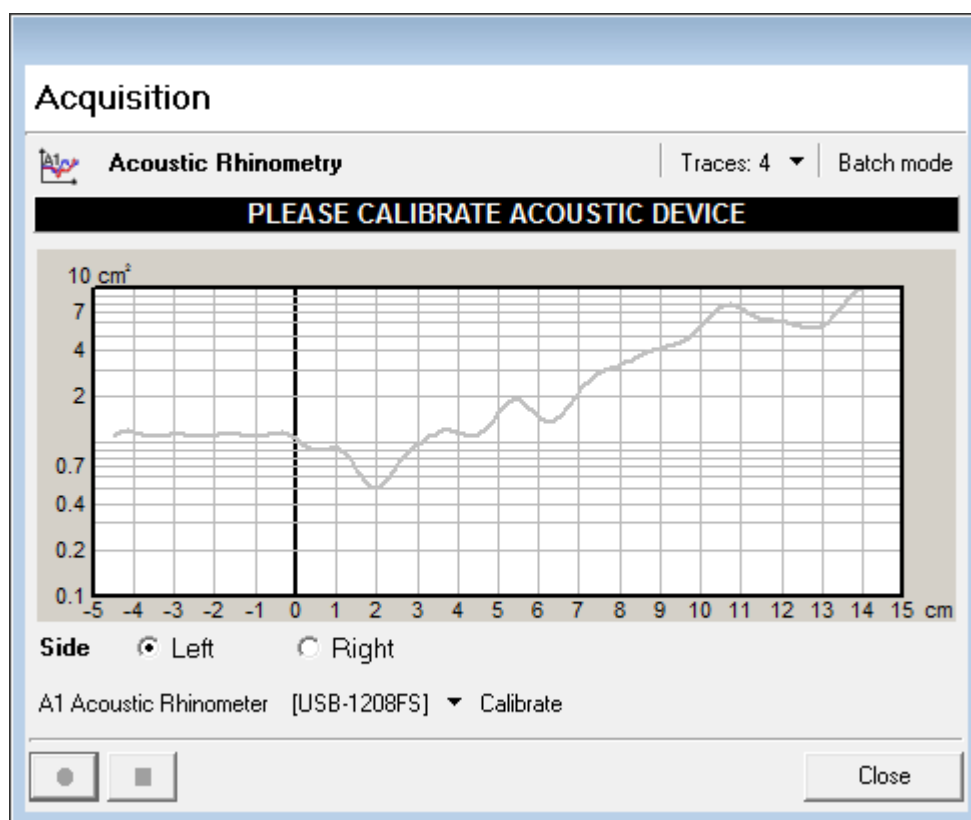 Acquisition
A1 Acoustic Rhinometry Traces: 4 Batch mode
PLEASE CALIBRATE ACOUSTIC DEVICE
10 cm²
7
4
2
0.7
0.4
0.2
0.1
-5 -4 -3 -2 -1 0 1 2 3 4 5 6 7 8 9 10 11 12 13 14 15 cm
Side Left Right
A1 Acoustic Rhinometer [USB-1208FS] Calibrate
Close